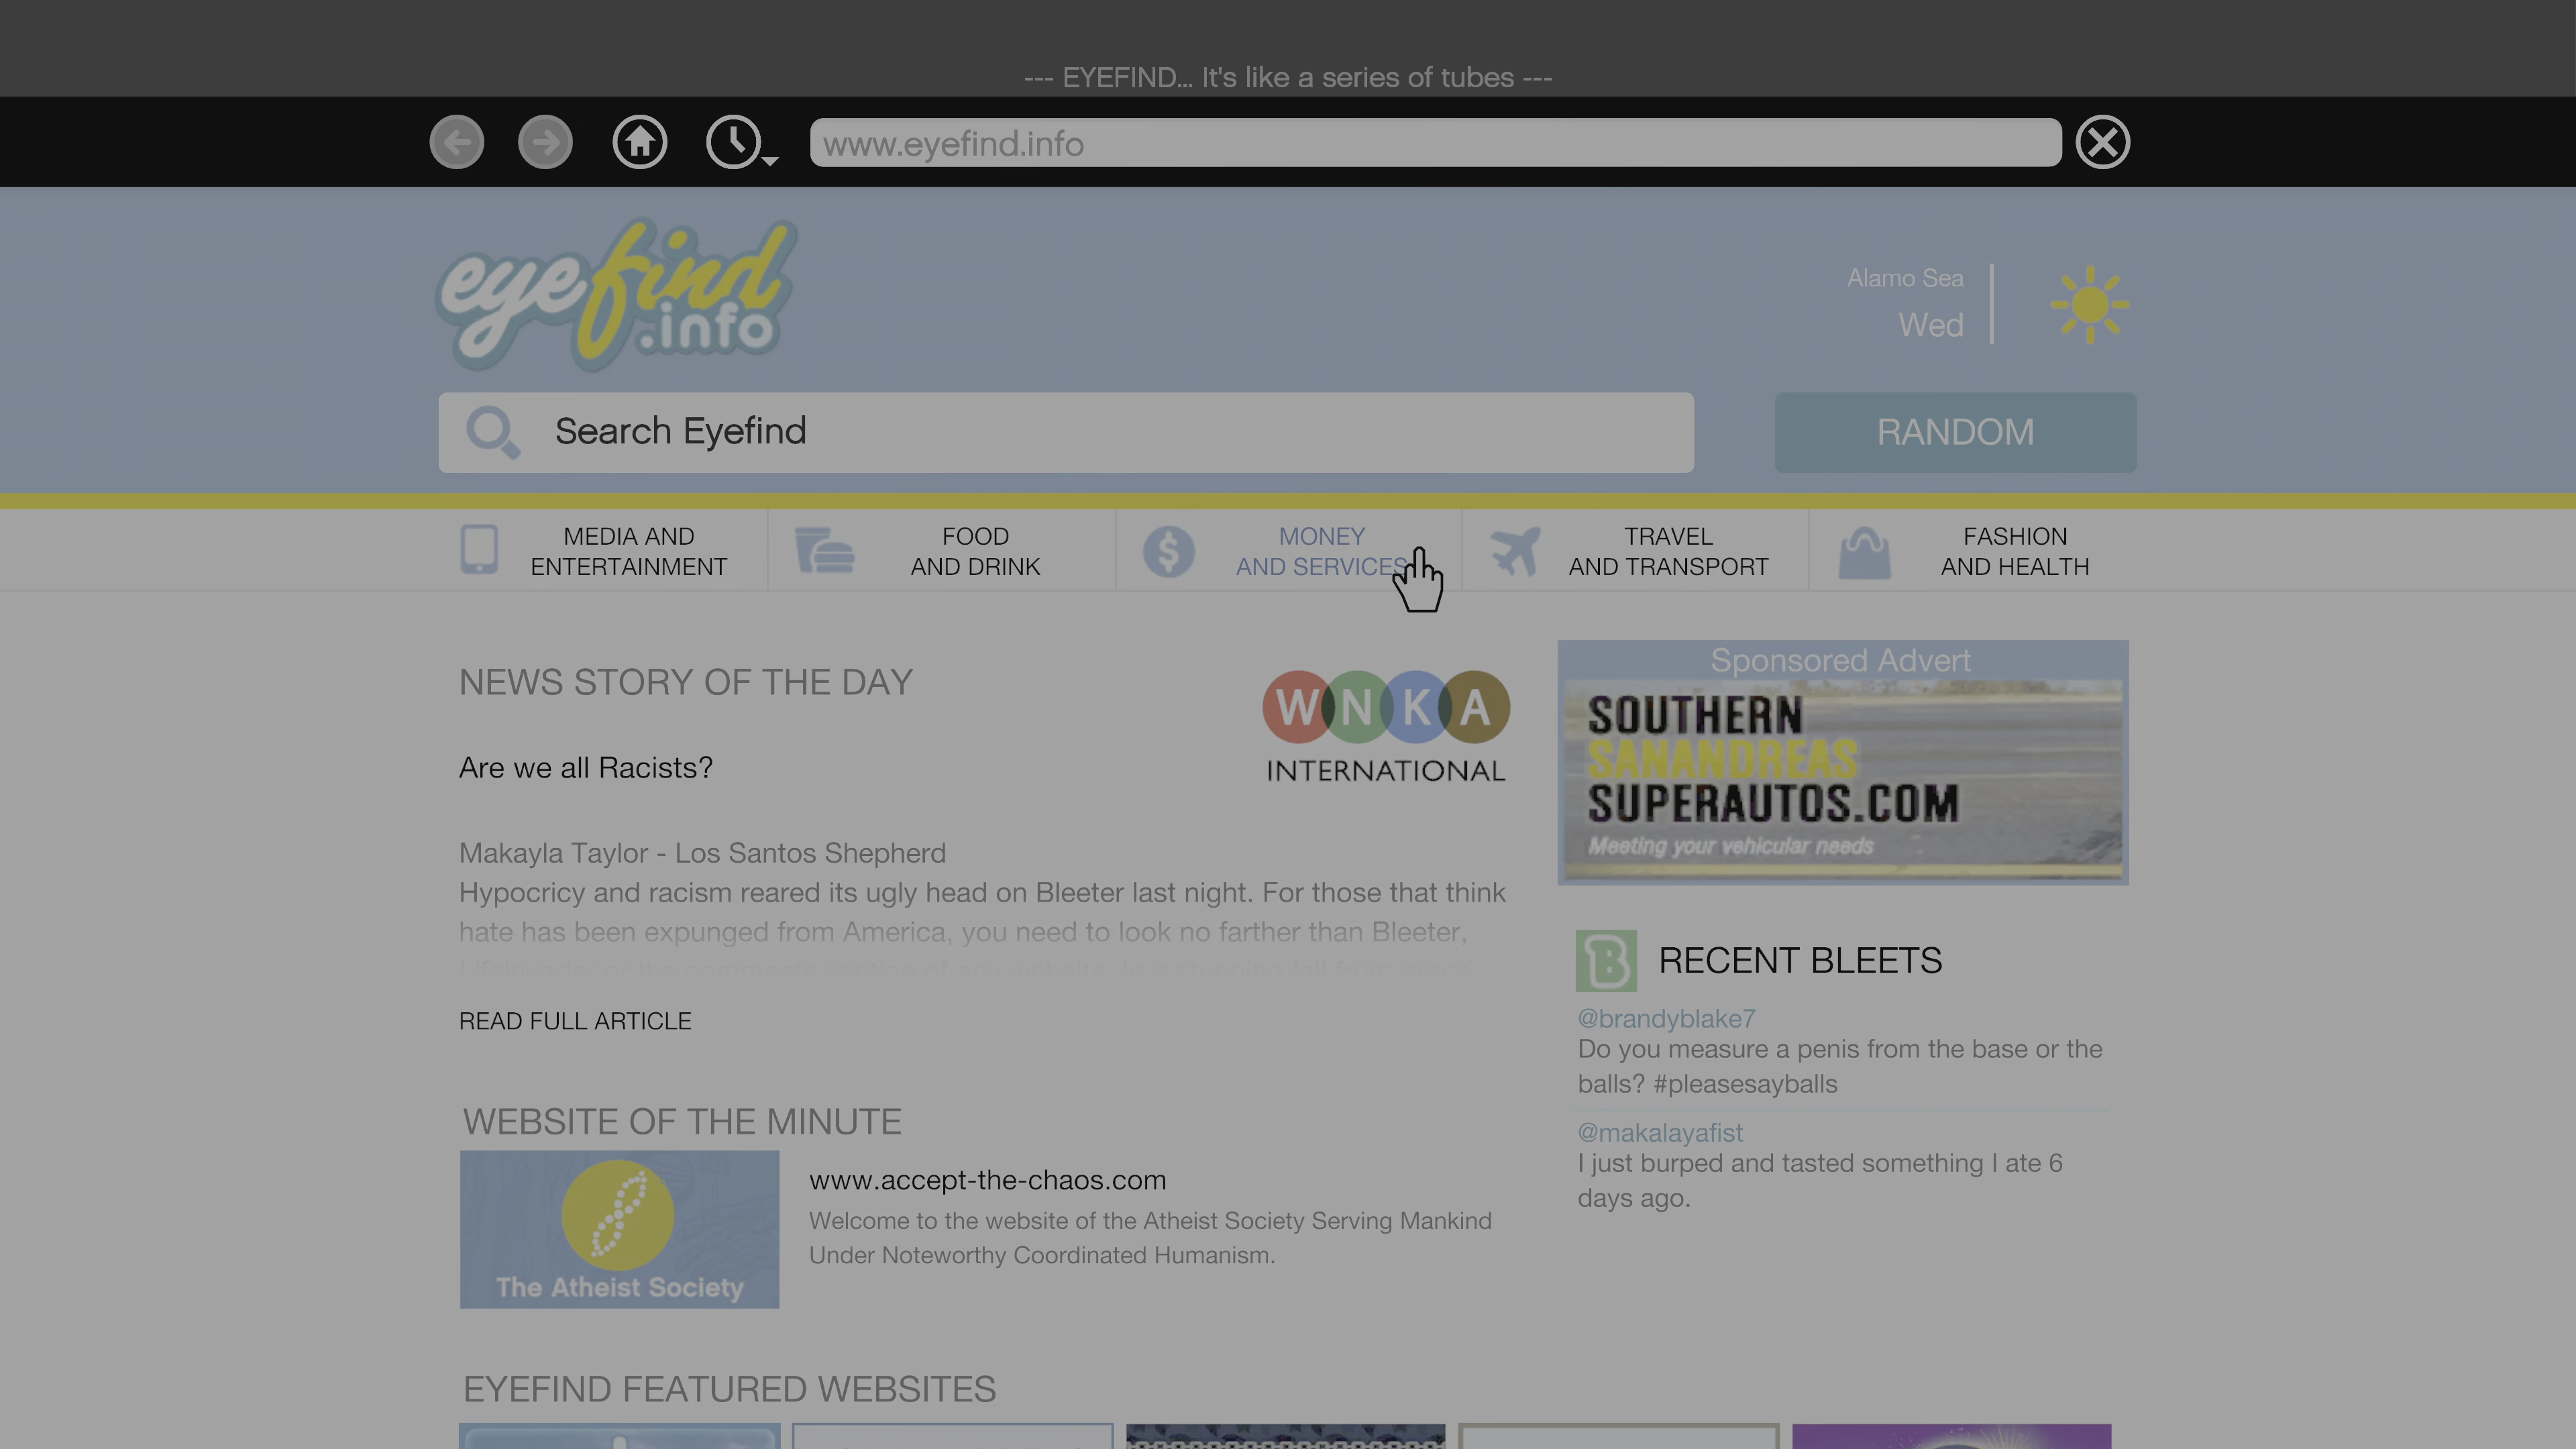 --- EYEFIND... It's like a series of tubes ---
www.eyefind.info
eyefind
.info
Alamo Sea
Wed
Search Eyefind
RANDOM
MEDIA AND
ENTERTAINMENT
FOOD
AND DRINK
MONEY
AND SERVICES
TRAVEL
AND TRANSPORT
FASHION
AND HEALTH
NEWS STORY OF THE DAY
WNKA
INTERNATIONAL
Are we all Racists?
Makayla Taylor - Los Santos Shepherd
Hypocricy and racism reared its ugly head on Bleeter last night. For those that think
hate has been expunged from America, you need to look no farther than Bleeter,
READ FULL ARTICLE
WEBSITE OF THE MINUTE
The Atheist Society
www.accept-the-chaos.com
Welcome to the website of the Atheist Society Serving Mankind
Under Noteworthy Coordinated Humanism.
EYEFIND FEATURED WEBSITES
Sponsored Advert
SOUTHERN
SANANDREAS
SUPERAUTOS.COM
Meeting your vehicular needs
B
RECENT BLEETS
@brandyblake7
Do you measure a penis from the base or the
balls? #pleasesayballs
@makalayafist
I just burped and tasted something I ate 6
days ago.